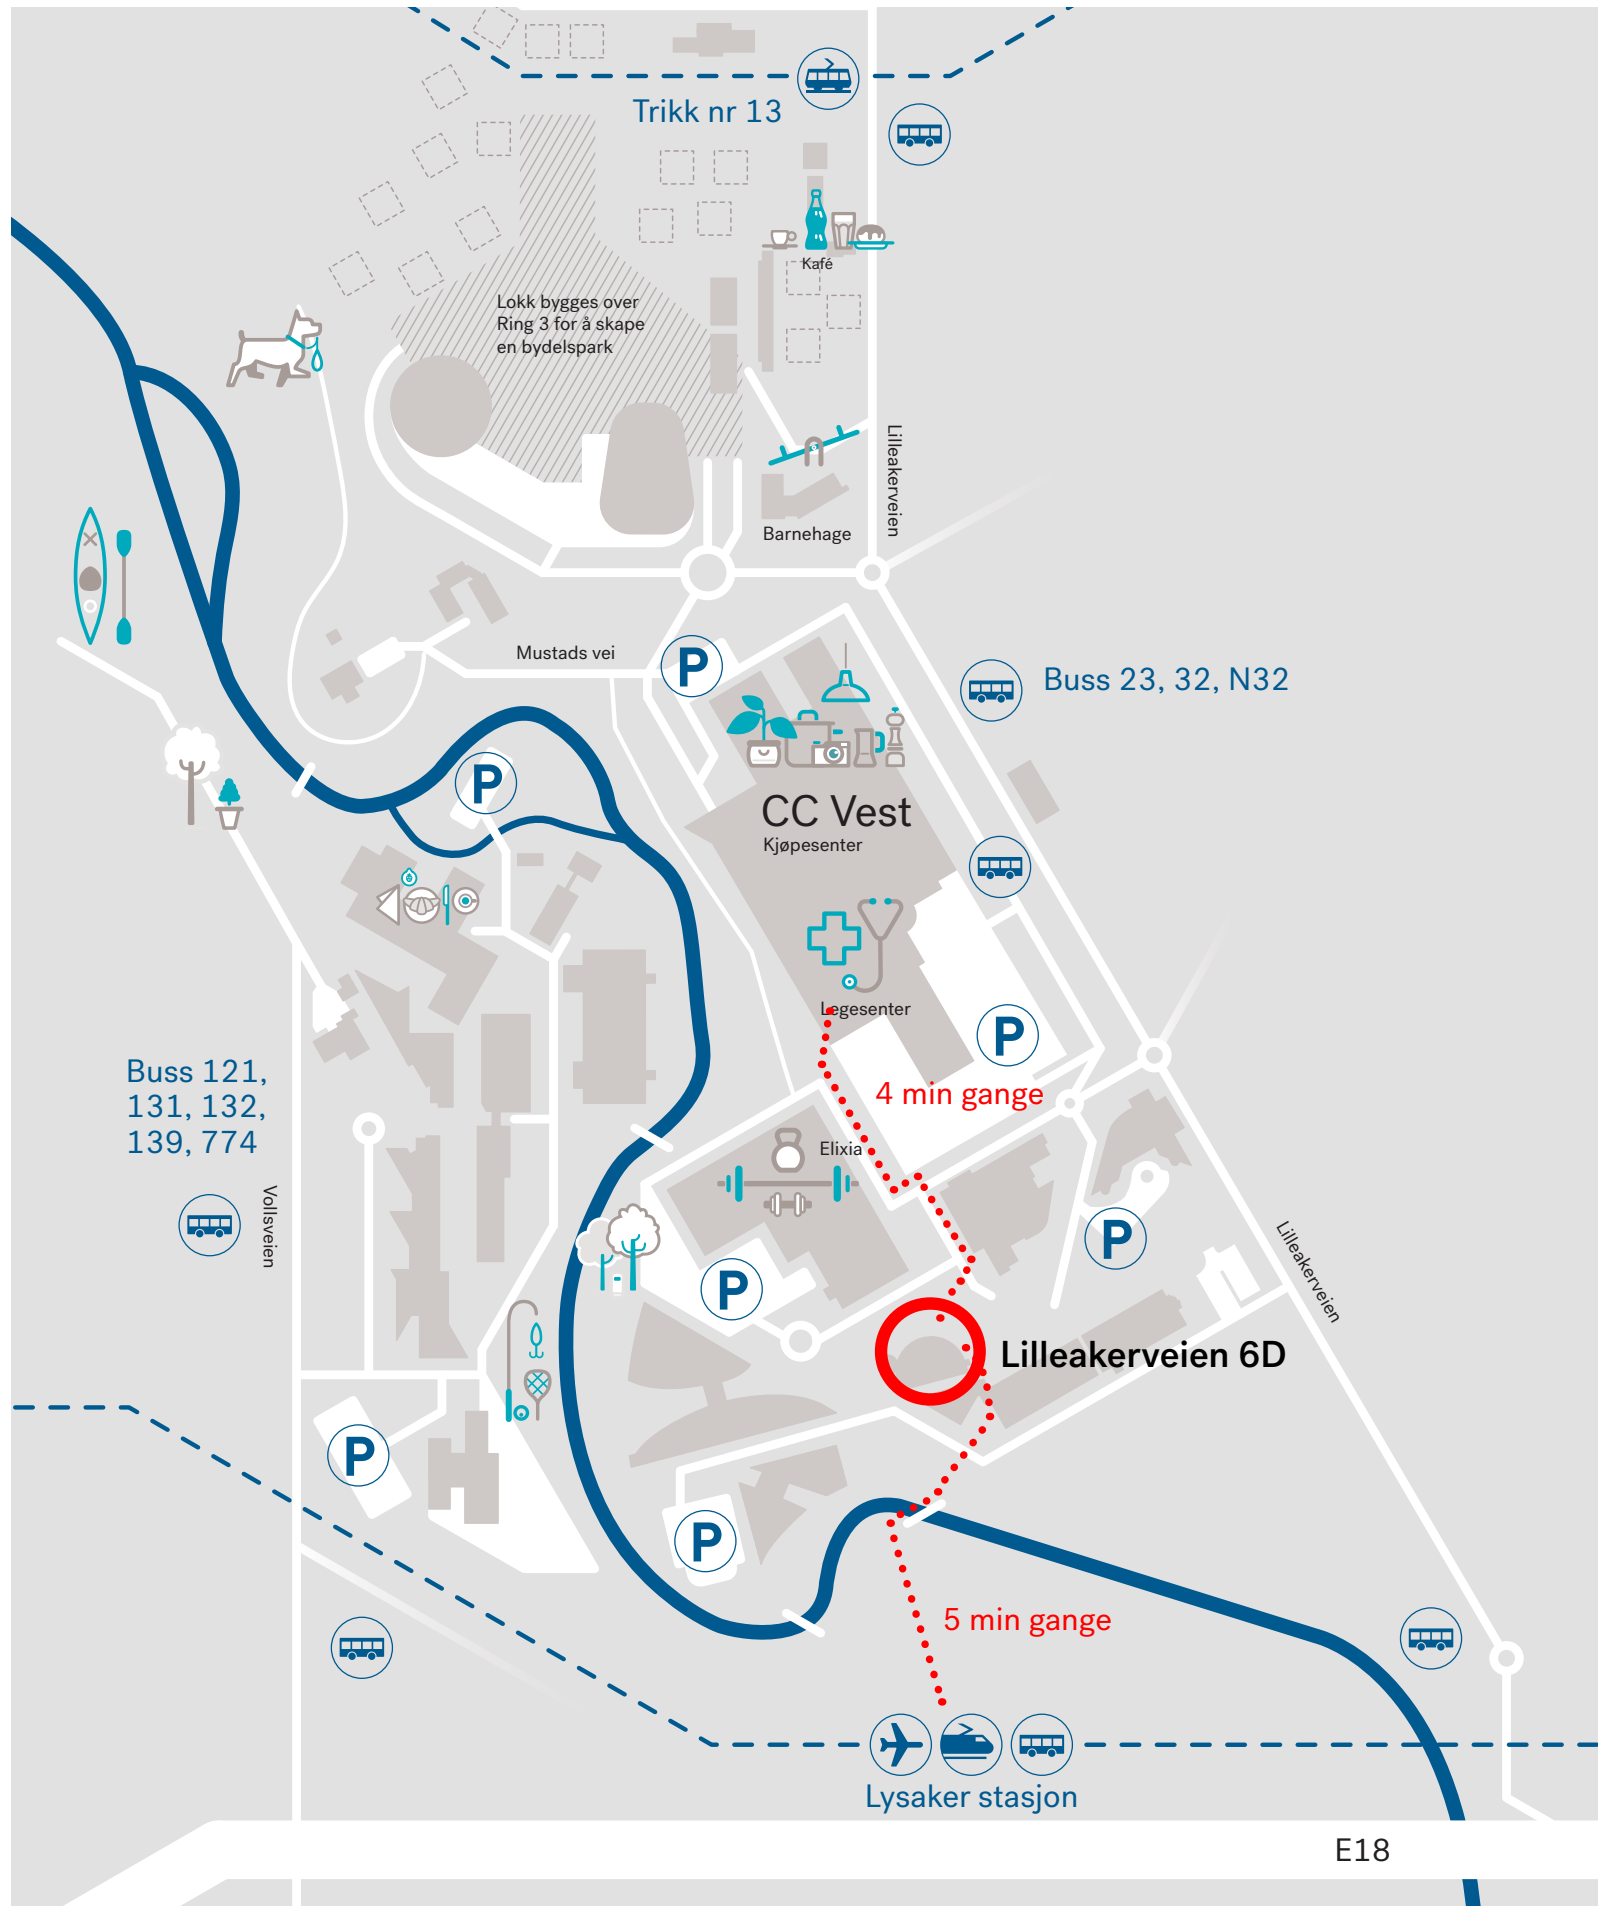 Trikk nr 13
Kafé
Lokk bygges over
Ring 3 for å skape
en bydelspark
Lilleakerveien
Barnehage
Mustads vei
P
Buss 23, 32, N32
P
CC Vest
Kjøpesenter
Legesenter
P
Buss 121,
131, 132,
139, 774
4 min gange
Elixia
Vollsveien
P
P
Lilleakerveien
Lilleakerveien 6D
P
P
5 min gange
Lysaker stasjon
E18